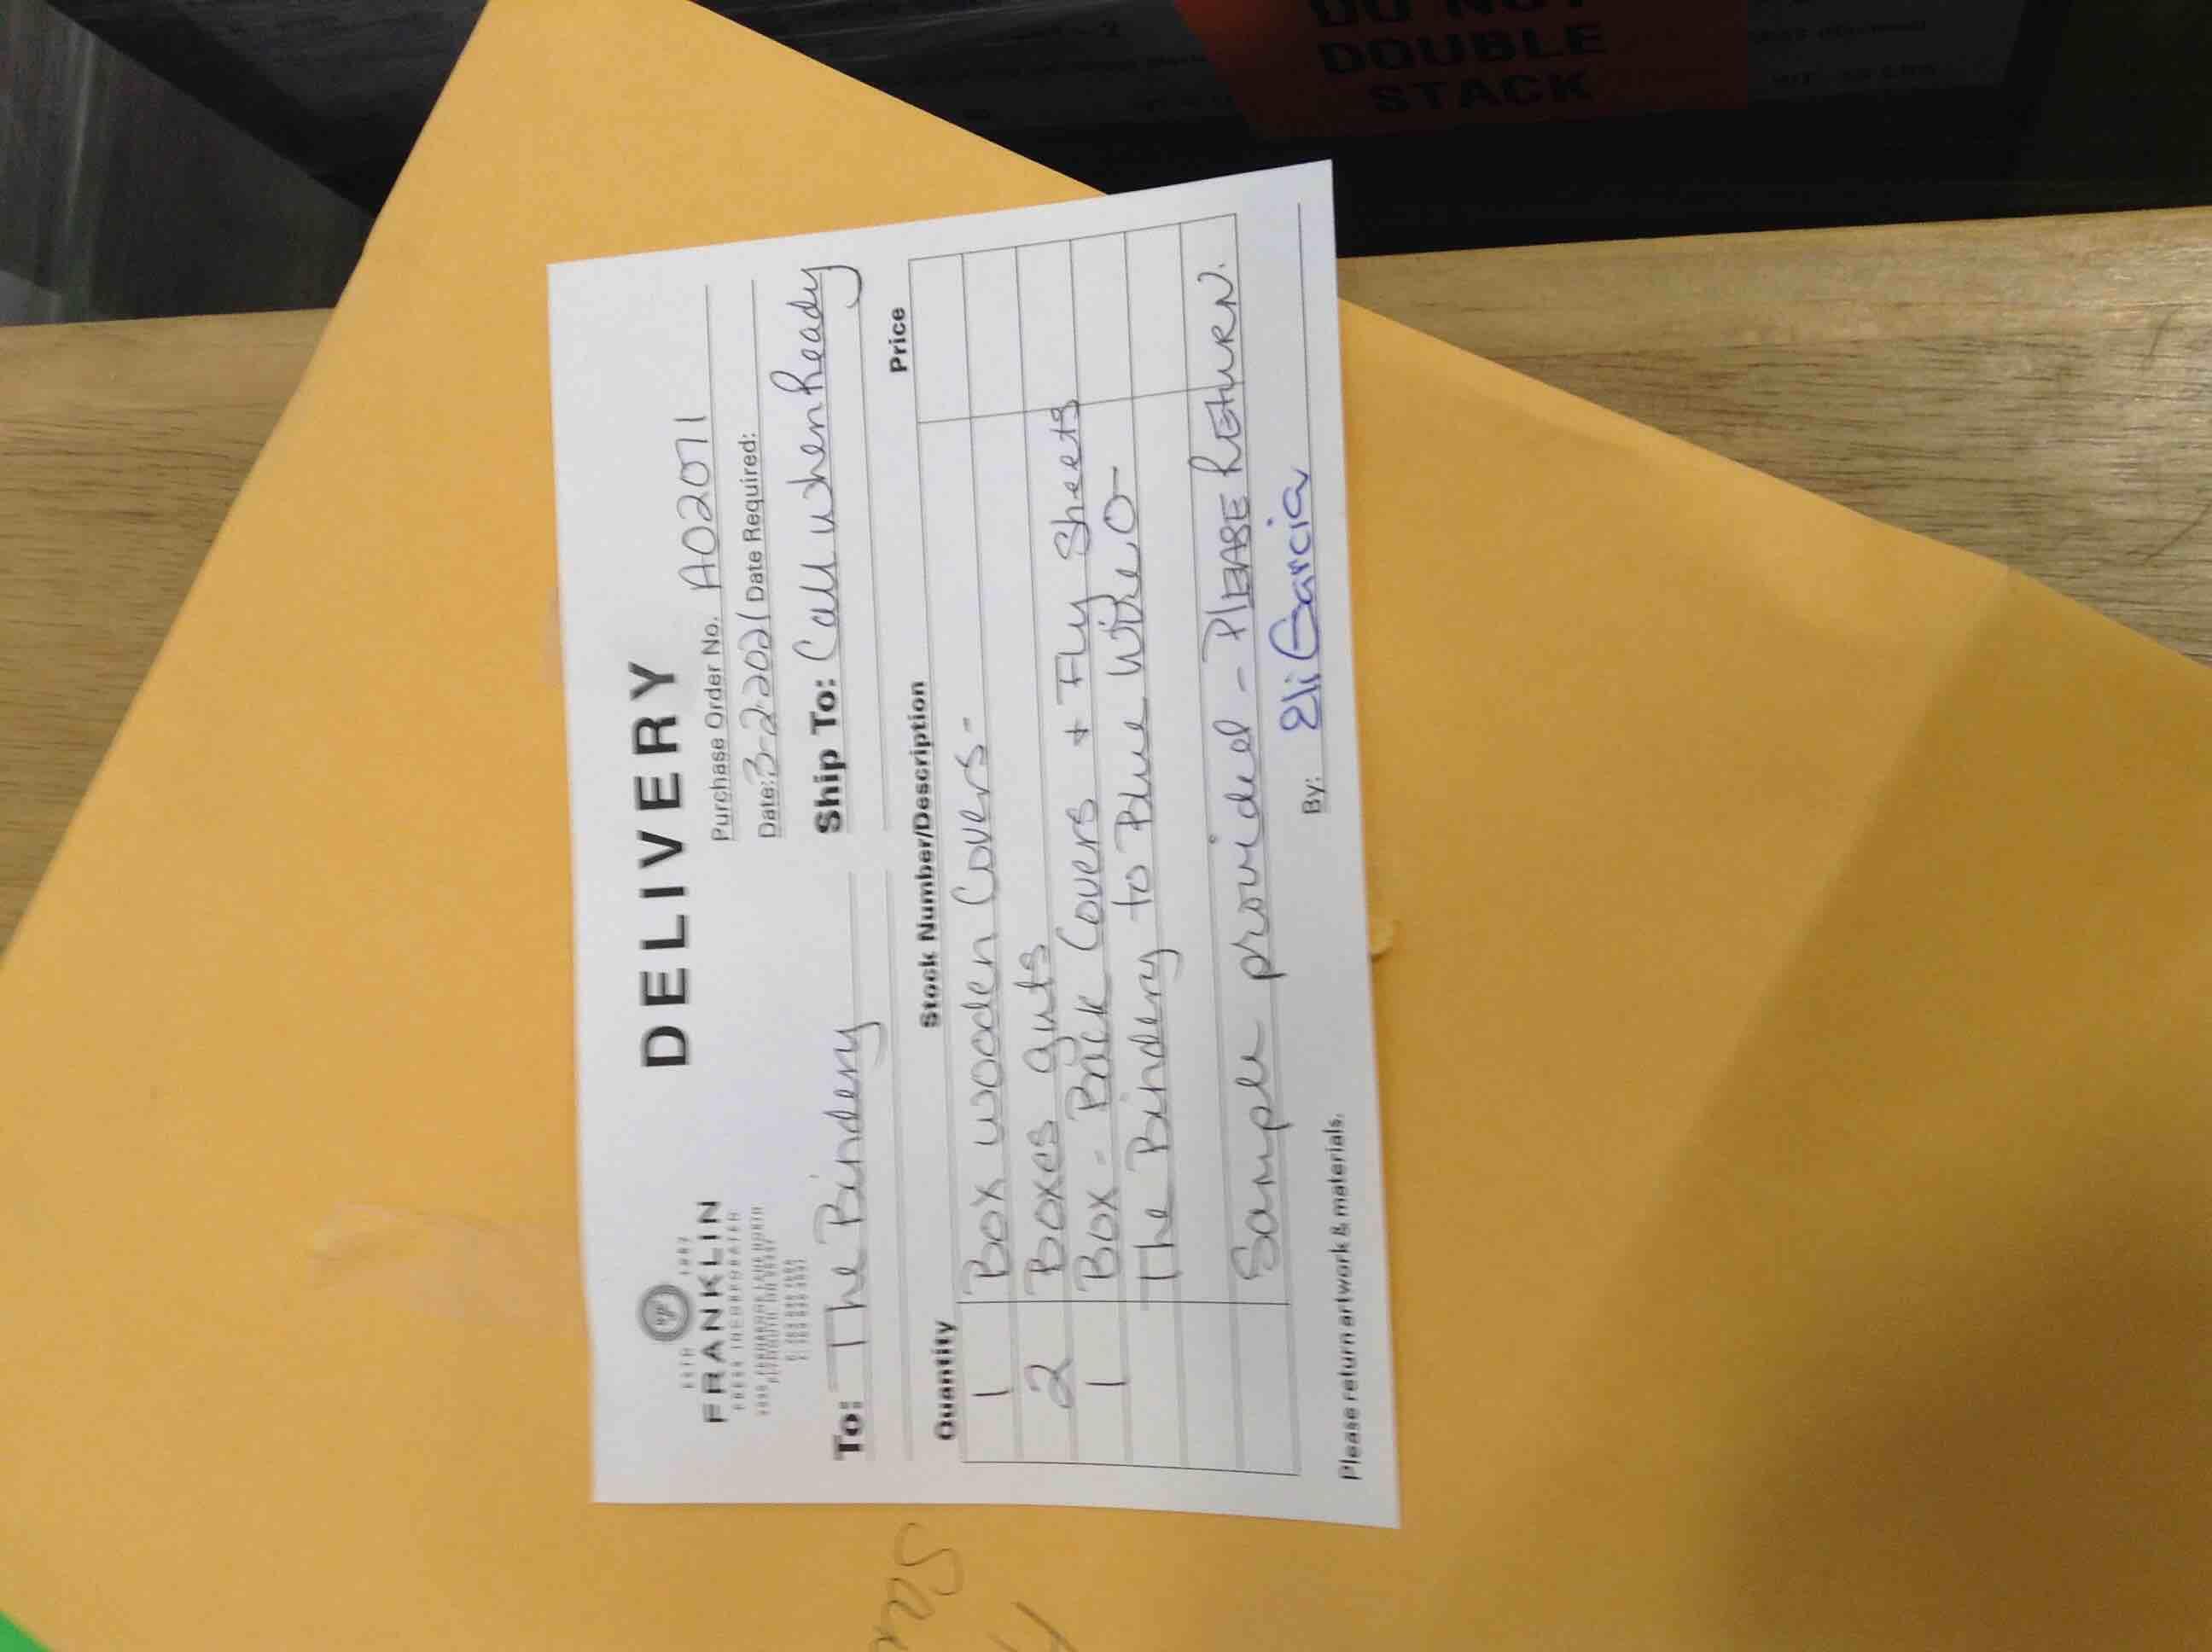 DO NOT
DOUBLE
STACK
FRANKLIN
DELIVERY
Purchase Order No. A02071
Date: 3-2-2021 Date Required:
To: The Bindery
Ship To: Call when Ready
Quantity Stock Number/Description Price
1 Box wooden Covers-
2 Boxes guts
1 Box - Back Covers + Fly Sheets
The Bindery to Blue Wire O-
Sample provided - PLEASE RETURN.
Please return artwork & materials.
By: Eli Garcia